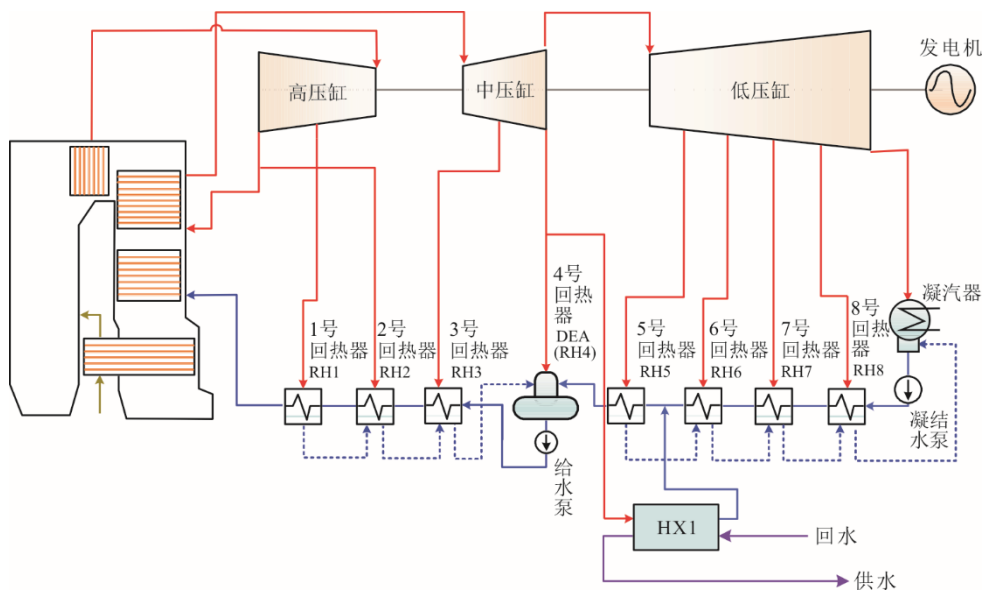 发电机
高压缸
中压缸
低压缸
凝汽器
1号
回热器
RH1
2号
回热器
RH2
3号
回热器
RH3
4号
回热
器
DEA
(RH4)
5号
回热器
RH5
6号
回热器
RH6
7号
回热器
RH7
8号
回热
器
RH8
凝结
水泵
给
水
泵
HX1
回水
供水